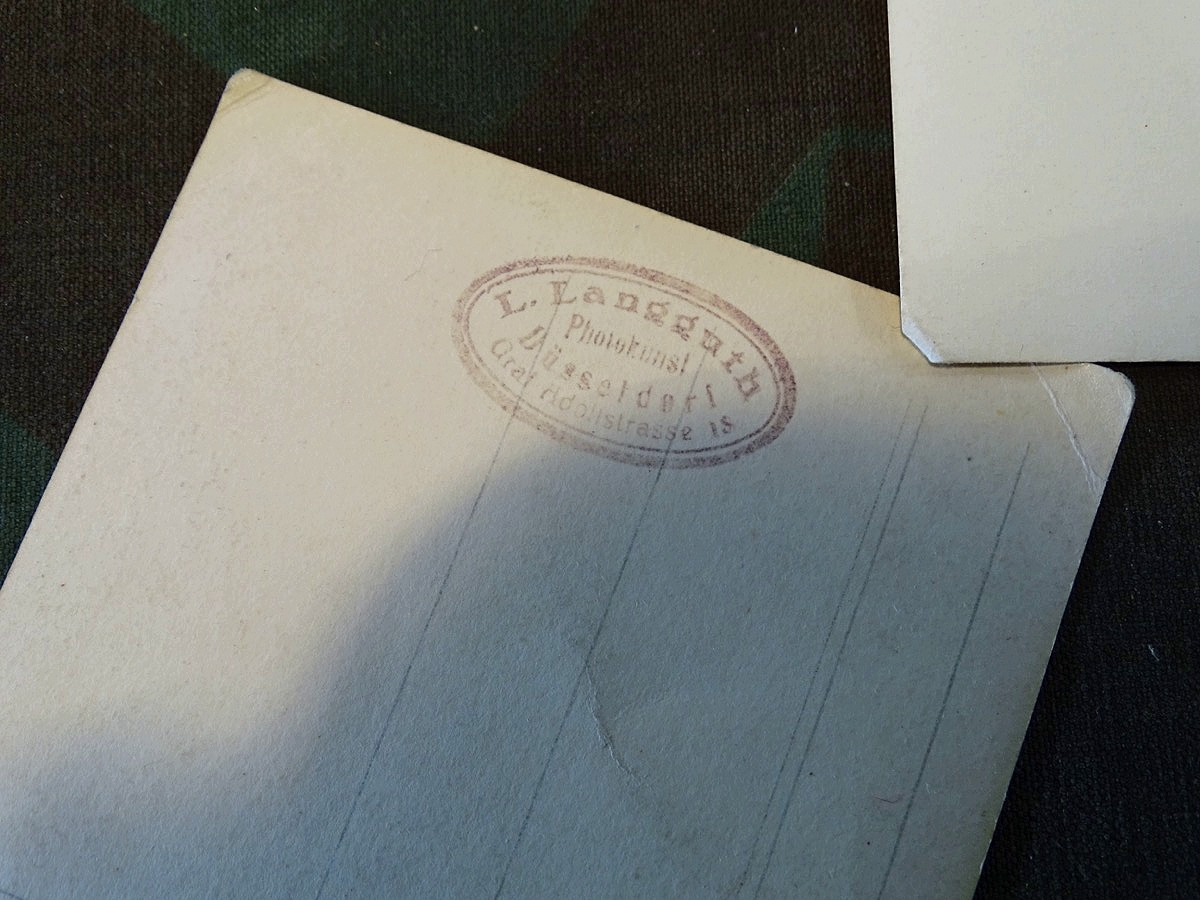 L. Langguth
Photokunst
Düsseldorf
Graf Adolfstrasse 18